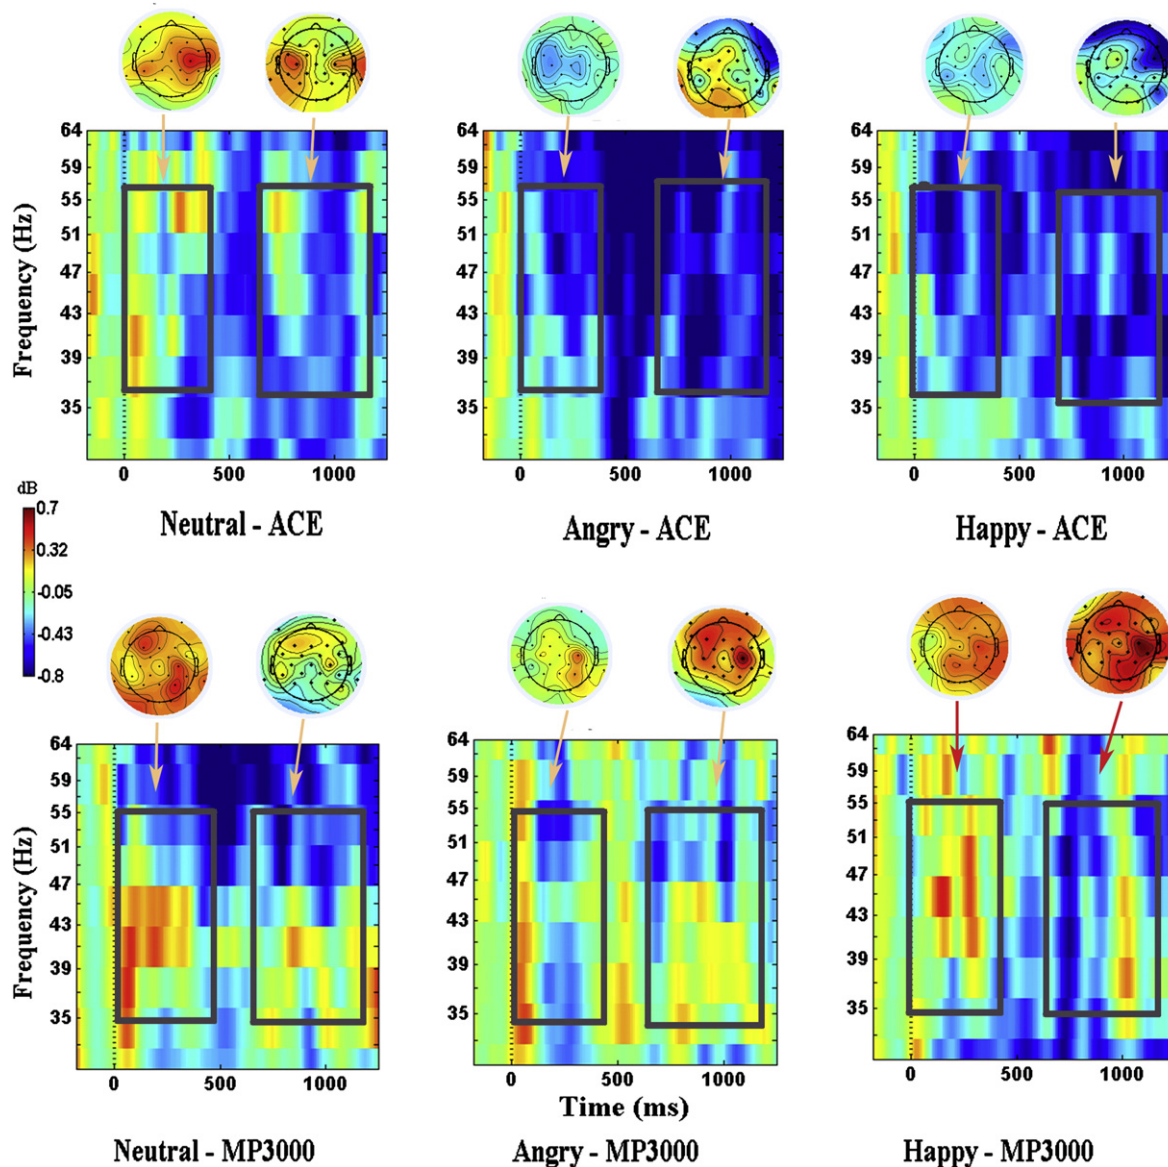 64 64 64
59 59 59
55 55 55
51 51 51
47 47 47
43 43 43
39 39 39
35 35 35
Frequency (Hz)
0 500 1000 0 500 1000 0 500 1000
Neutral - ACE Angry - ACE Happy - ACE
dB
0.7
0.32
-0.05
-0.43
-0.8
64 64 64
59 59 59
55 55 55
51 51 51
47 47 47
43 43 43
39 39 39
35 35 35
Frequency (Hz)
0 500 1000 0 500 1000 0 500 1000
Time (ms)
Neutral - MP3000 Angry - MP3000 Happy - MP3000